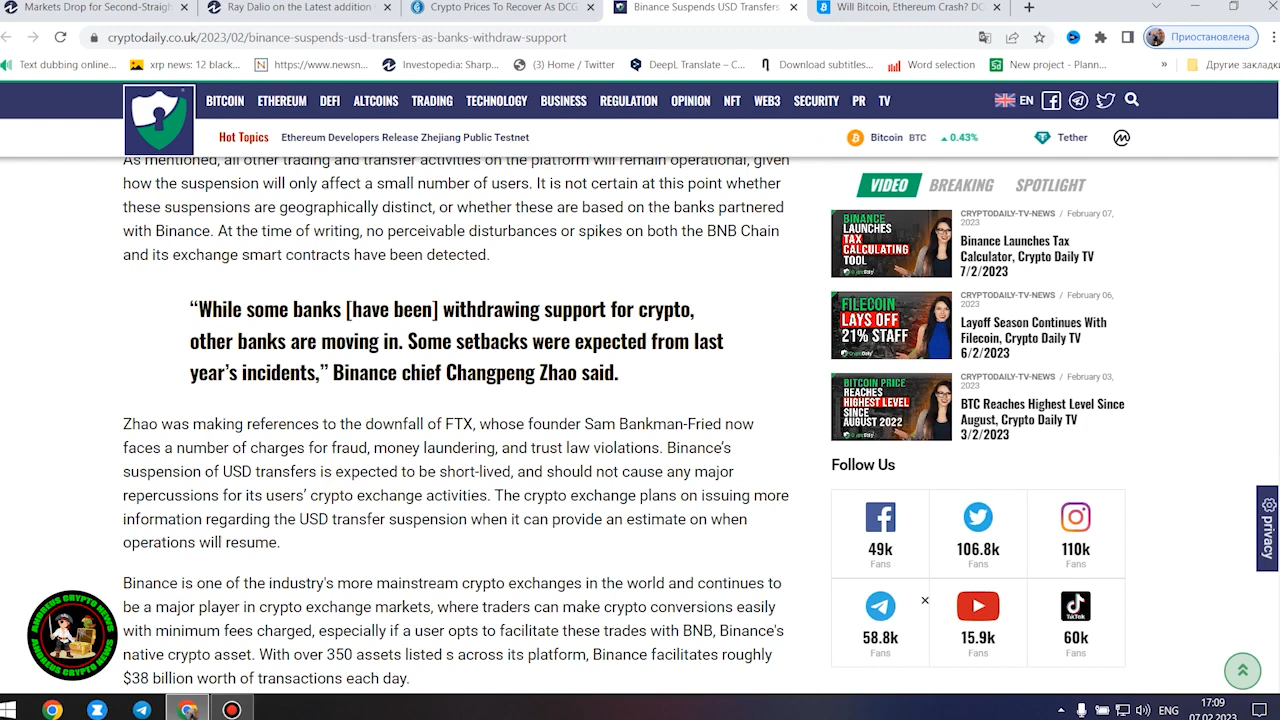 Markets Drop for Second-Straigh
Ray Dalio on the Latest addition
Crypto Prices To Recover As DCG
Binance Suspends USD Transfers
Will Bitcoin, Ethereum Crash? DC
cryptodaily.co.uk/2023/02/binance-suspends-usd-transfers-as-banks-withdraw-support
Приостановлена
Text dubbing online...
xrp news: 12 black...
https://www.newsn...
Investopedia: Sharp...
(3) Home / Twitter
DeepL Translate – C...
Download subtitles...
Word selection
New project - Plann...
Другие закладки
BITCOIN ETHEREUM DEFI ALTCOINS TRADING TECHNOLOGY BUSINESS REGULATION OPINION NFT WEB3 SECURITY PR TV
EN
Hot Topics
Ethereum Developers Release Zhejiang Public Testnet
Bitcoin BTC 0.43%
Tether
As mentioned, all other trading and transfer activities on the platform will remain operational, given
how the suspension will only affect a small number of users. It is not certain at this point whether
these suspensions are geographically distinct, or whether these are based on the banks partnered
with Binance. At the time of writing, no perceivable disturbances or spikes on both the BNB Chain
and its exchange smart contracts have been detected.
“While some banks [have been] withdrawing support for crypto,
other banks are moving in. Some setbacks were expected from last
year’s incidents,” Binance chief Changpeng Zhao said.
Zhao was making references to the downfall of FTX, whose founder Sam Bankman-Fried now
faces a number of charges for fraud, money laundering, and trust law violations. Binance’s
suspension of USD transfers is expected to be short-lived, and should not cause any major
repercussions for its users’ crypto exchange activities. The crypto exchange plans on issuing more
information regarding the USD transfer suspension when it can provide an estimate on when
operations will resume.
Binance is one of the industry's more mainstream crypto exchanges in the world and continues to
be a major player in crypto exchange markets, where traders can make crypto conversions easily
with minimum fees charged, especially if a user opts to facilitate these trades with BNB, Binance's
native crypto asset. With over 350 assets listed s across its platform, Binance facilitates roughly
$38 billion worth of transactions each day.
VIDEO BREAKING SPOTLIGHT
BINANCE
LAUNCHES
TAX
CALCULATING
TOOL
CRYPTODAILY-TV-NEWS / February 07,
2023
Binance Launches Tax
Calculator, Crypto Daily TV
7/2/2023
FILECOIN
LAYS OFF
21% STAFF
CRYPTODAILY-TV-NEWS / February 06,
2023
Layoff Season Continues With
Filecoin, Crypto Daily TV
6/2/2023
BITCOIN PRICE
REACHES
HIGHEST LEVEL
SINCE
AUGUST 2022
CRYPTODAILY-TV-NEWS / February 03,
2023
BTC Reaches Highest Level Since
August, Crypto Daily TV
3/2/2023
Follow Us
49k
Fans
106.8k
Fans
110k
Fans
58.8k
Fans
15.9k
Fans
TikTok
60k
Fans
privacy
ANDREUS CRYPTO NEWS
ANDREUS CRYPTO NEWS
ENG
17:09
07.02.2023